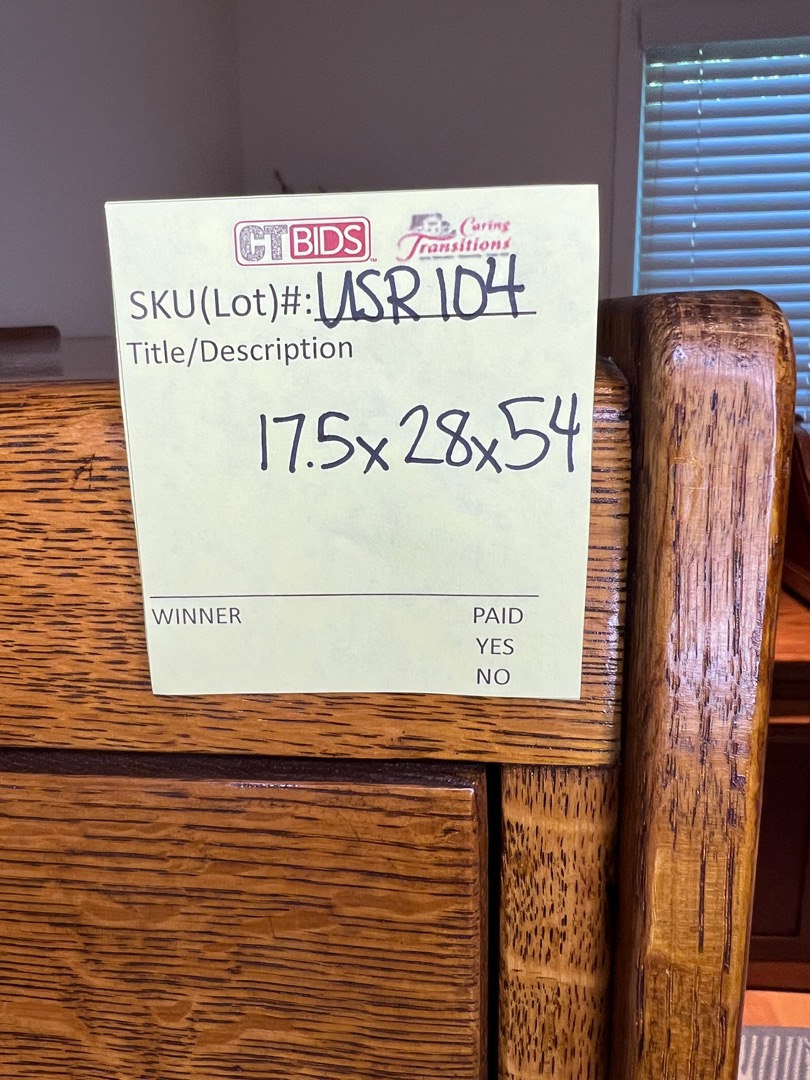 CTBIDS Caring Transitions
SKU(Lot)#: USR104
Title/Description
17.5x28x54
WINNER PAID
YES
NO